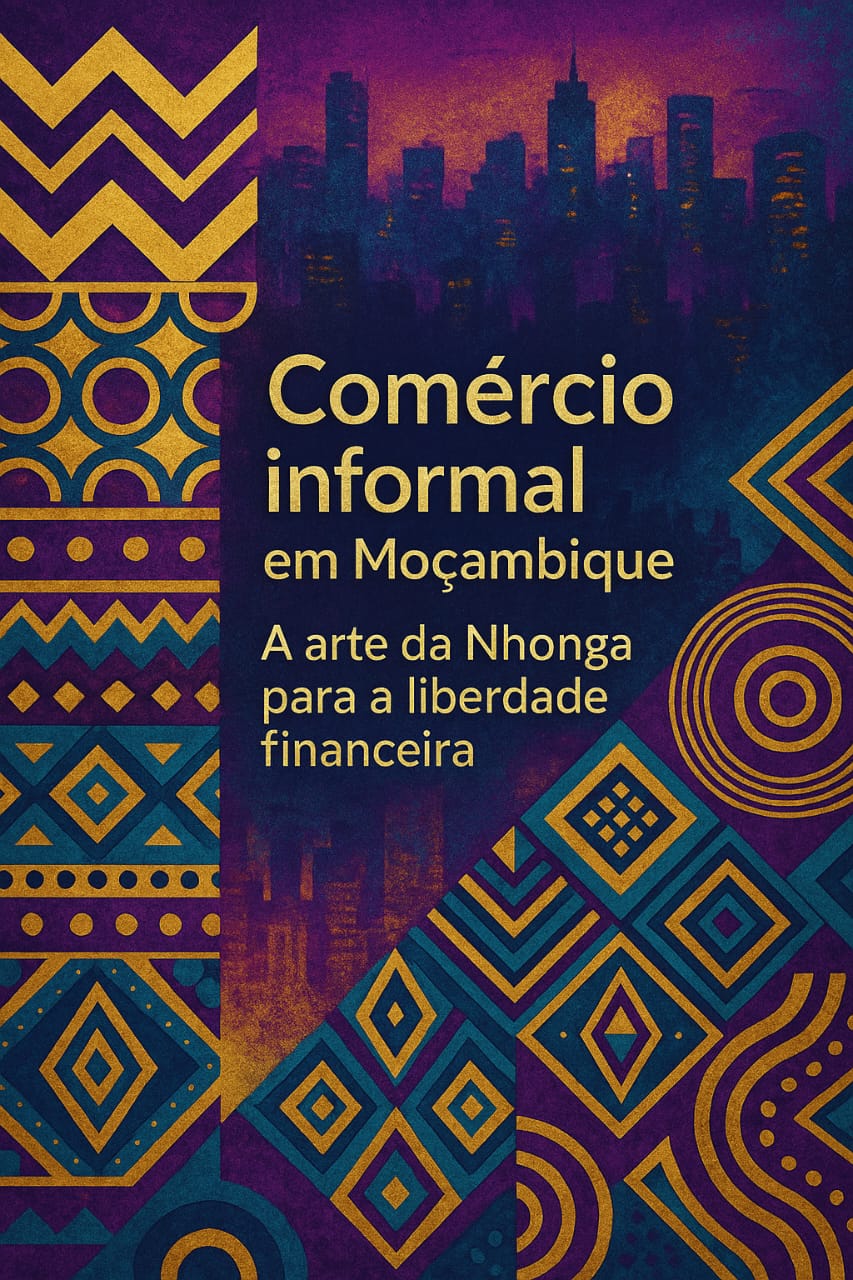 Comércio
informal
em Moçambique
A arte da Nhonga
para a liberdade
financeira